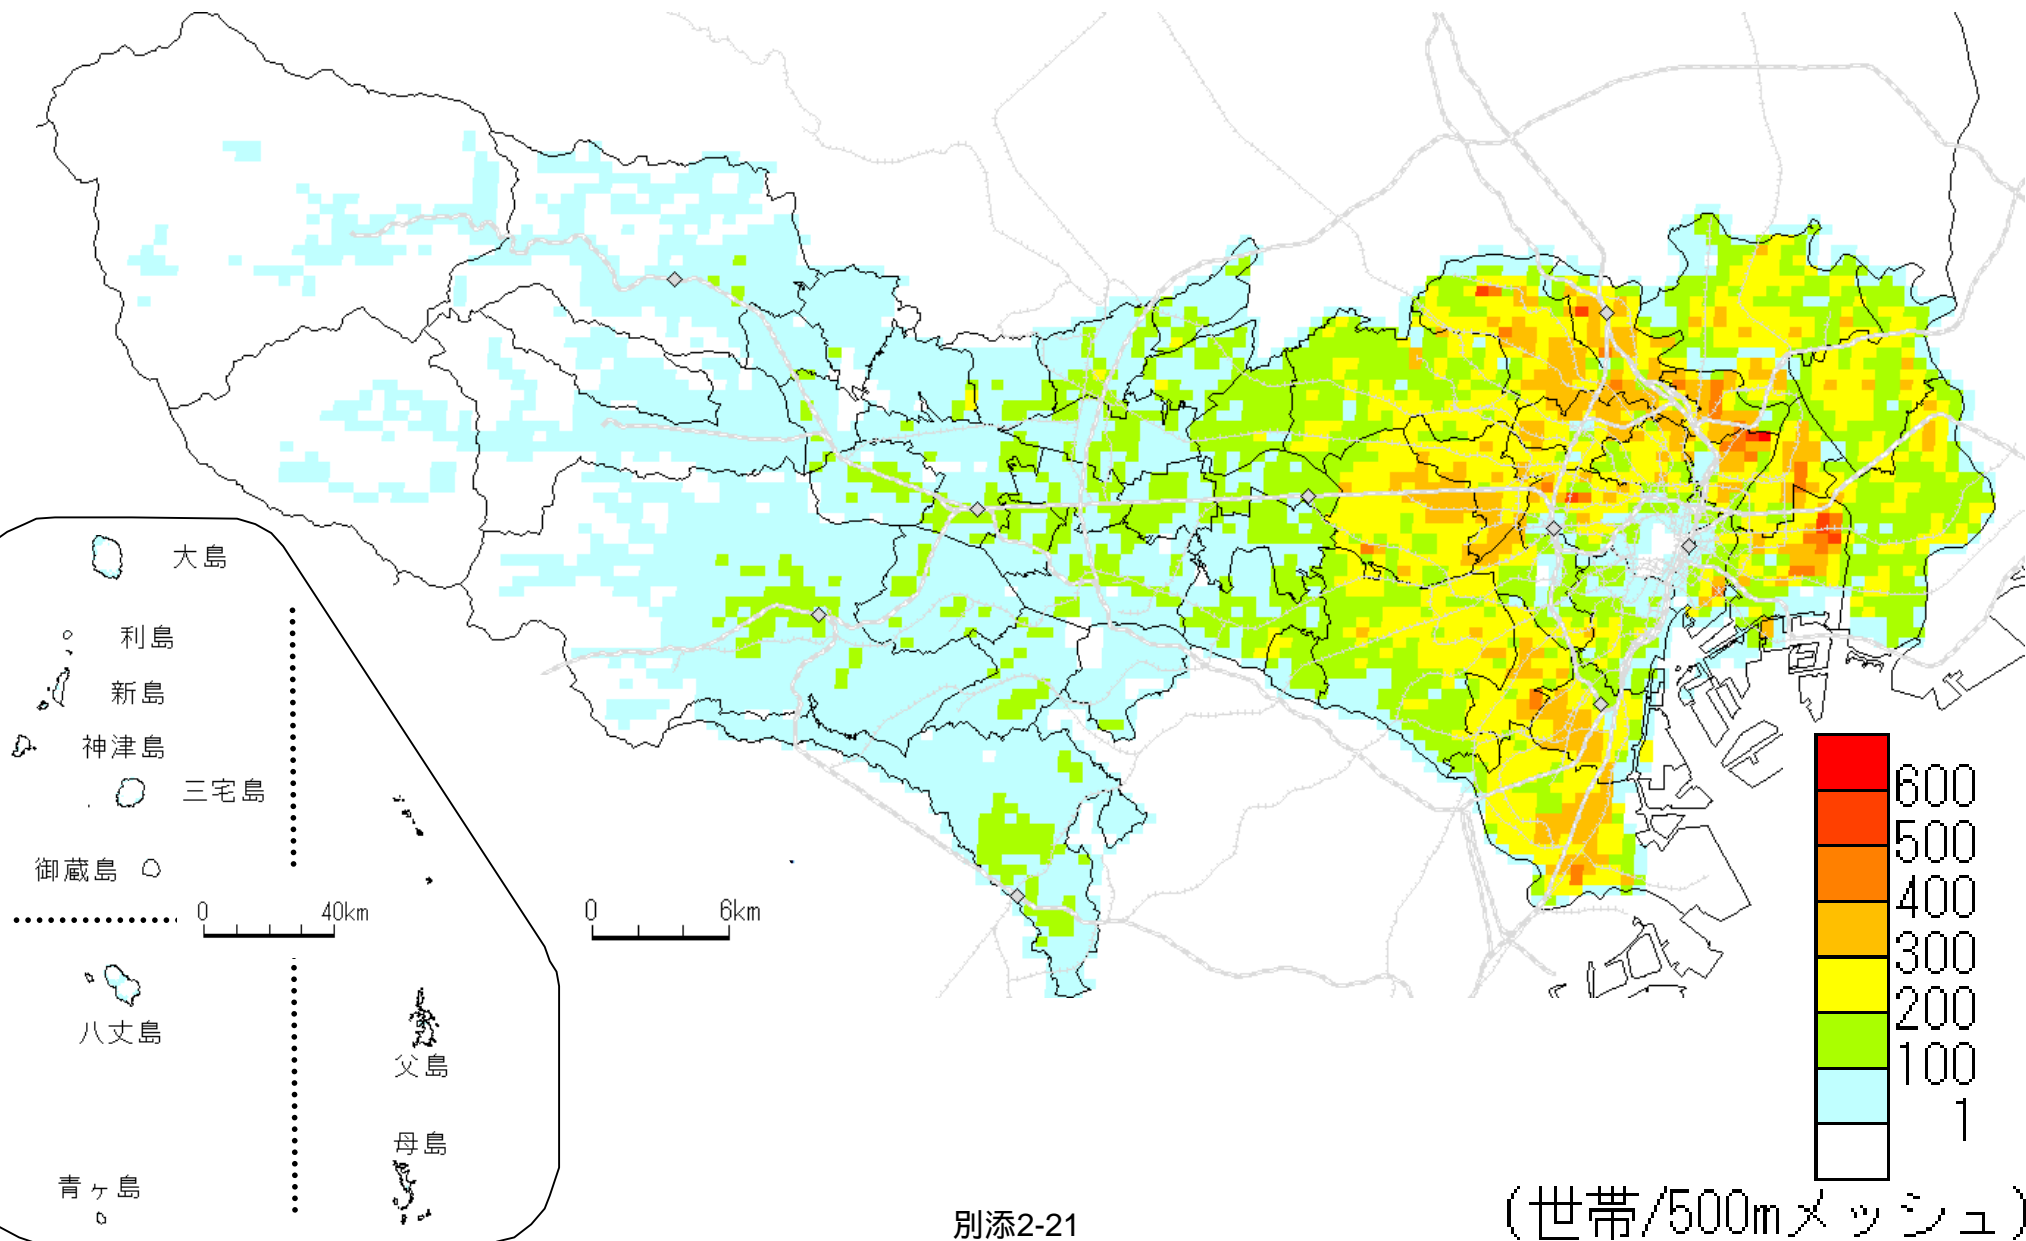 大島
利島
新島
神津島
三宅島
御蔵島
0 40km
0 6km
八丈島
父島
母島
青ヶ島
600
500
400
300
200
100
1
(世帯/500mメッシュ)
別添2-21